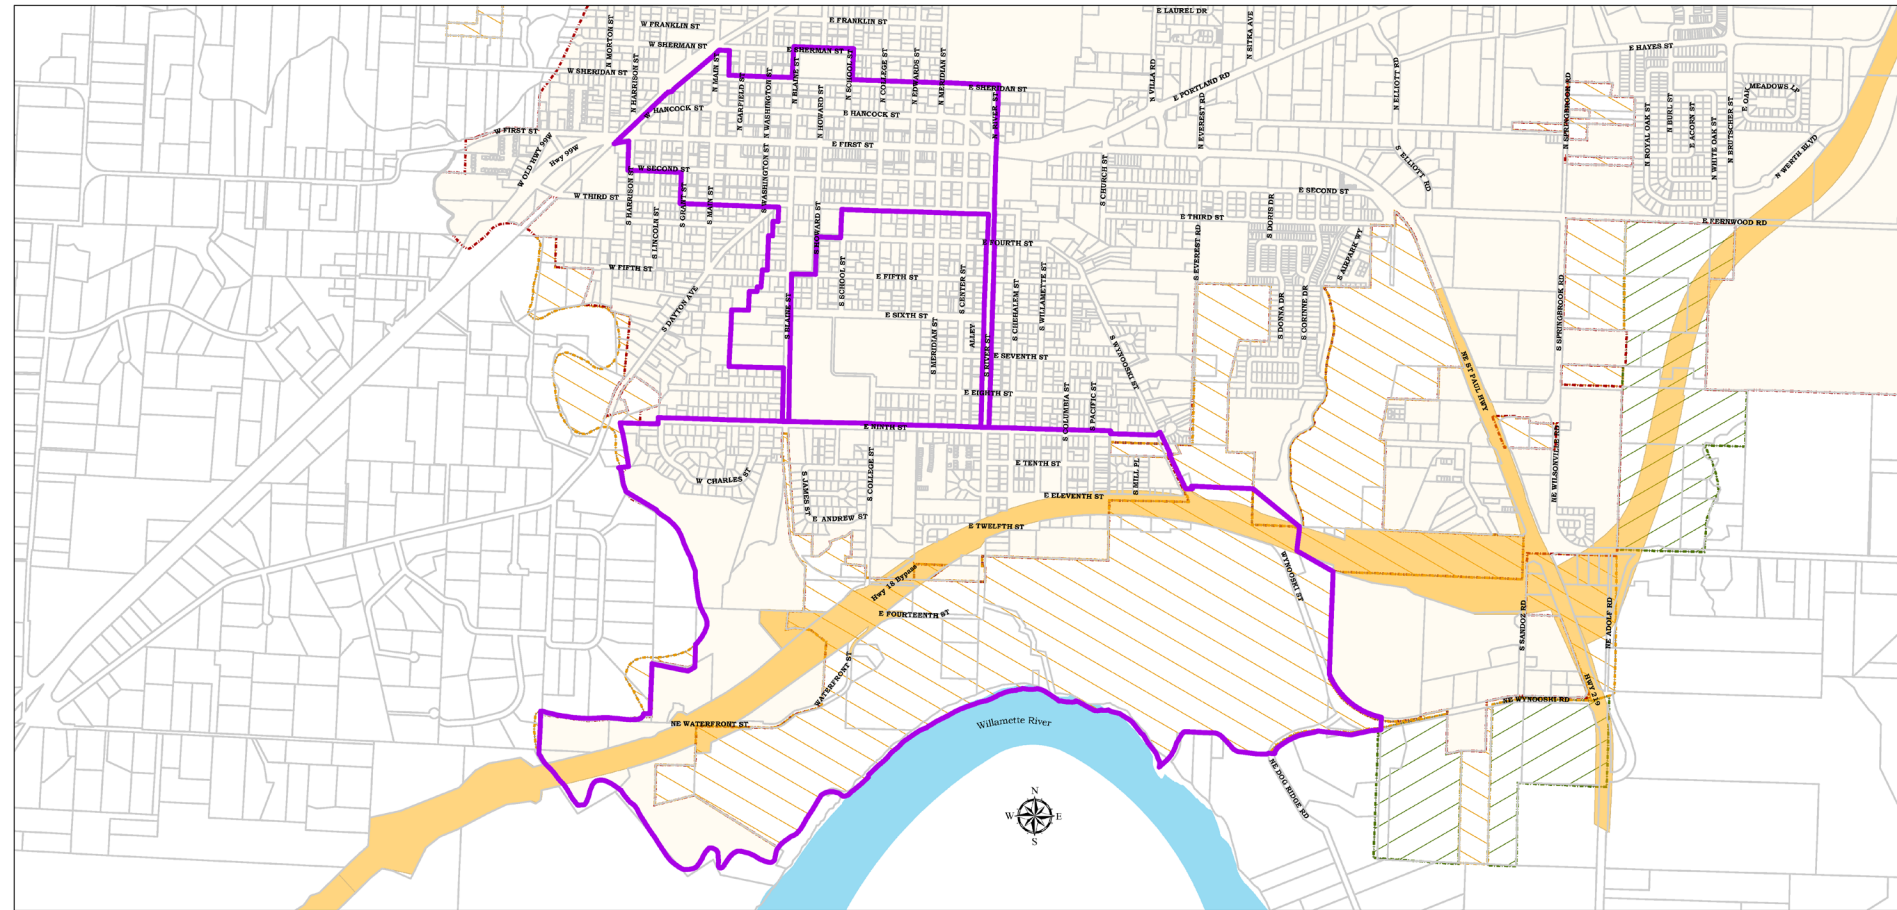 E LAUREL DR
E FRANKLIN ST
W FRANKLIN ST
N MORTON ST
N SITKA AVE
W SHERMAN ST
E SHERMAN ST
E HAYES ST
W SHERIDAN ST
N HARRISON ST
N MAIN ST
N GARFIELD ST
N WASHINGTON ST
N BLAINE ST
N HOWARD ST
N SCHOOL ST
N COLLEGE ST
N EDWARDS ST
N MERIDIAN ST
E SHERIDAN ST
N RIVER ST
N VILLA RD
E PORTLAND RD
N EVEREST RD
N ELLIOTT RD
N SPRINGBROOK RD
N ROYAL OAK ST
N BURL ST
E ACORN ST
N WHITE OAK ST
N BRUTSCHER ST
E OAK MEADOWS LP
N WERTH BLVD
W HANCOCK ST
E HANCOCK ST
W FIRST ST
W OLD HWY 99W
Hwy 99W
E FIRST ST
W SECOND ST
S WASHINGTON ST
S CHURCH ST
S ELLIOTT RD
E SECOND ST
W THIRD ST
S HARRISON ST
S LINCOLN ST
S GRANT ST
S MAIN ST
S HOWARD ST
E THIRD ST
S DORIS DR
E FERNWOOD RD
E FOURTH ST
S EVEREST RD
S AIRPARK WY
W FIFTH ST
S SCHOOL ST
E FIFTH ST
S CENTER ST
S CHEHALEM ST
S WILLAMETTE ST
S DAYTON AVE
S BLAINE ST
E SIXTH ST
S MERIDIAN ST
ALLEY
S RIVER ST
S DONNA DR
S CORINNE DR
S SPRINGBROOK RD
E SEVENTH ST
S WYNOOSKI ST
NE ST PAUL HWY
E EIGHTH ST
S COLUMBIA ST
S PACIFIC ST
E NINTH ST
W CHARLES ST
S JAMES ST
S COLLEGE ST
E TENTH ST
S MILL PL
NE WILSONVILLE RD
E ELEVENTH ST
E ANDREW ST
E TWELFTH ST
Hwy 18 Bypass
WYNOOSKI ST
E FOURTEENTH ST
S SANDOZ RD
NE ADOLF RD
WATERFRONT ST
HWY 219
NE WYNOOSKI RD
NE WATERFRONT ST
Willamette River
NE DOG RIDGE RD
N
W
E
S